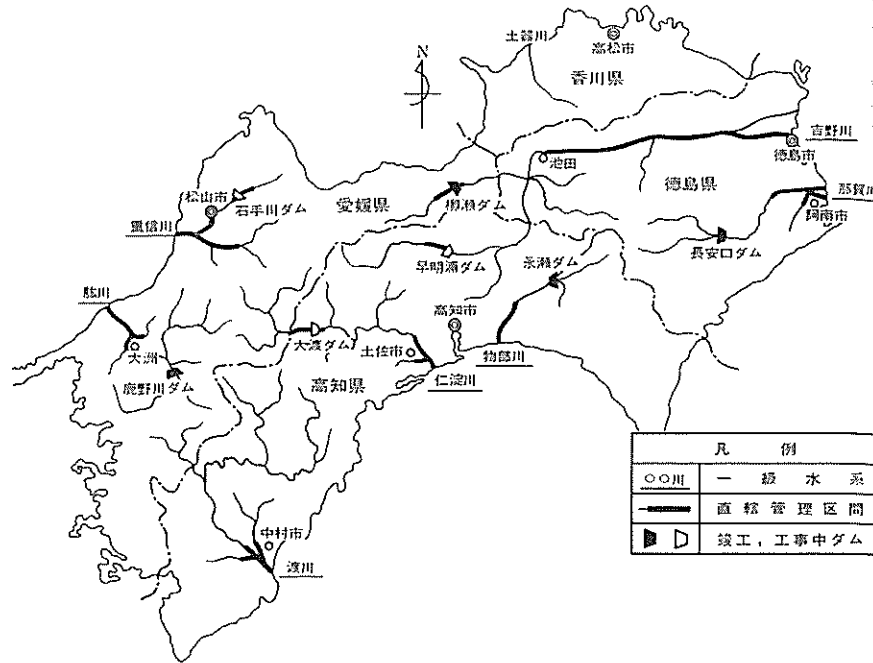 N
土器川
高松市
香川県
吉野川
徳島市
池田
徳島県
那賀川
阿南市
松山市
石手川ダム
愛媛県
柳瀬ダム
重信川
長安口ダム
早明浦ダム
永瀬ダム
肱川
高知市
大洲
大渡ダム
土佐市
物部川
鹿野川ダム
高知県
仁淀川
中村市
渡川
凡例
○○川 一級水系
直轄管理区間
竣工，工事中ダム